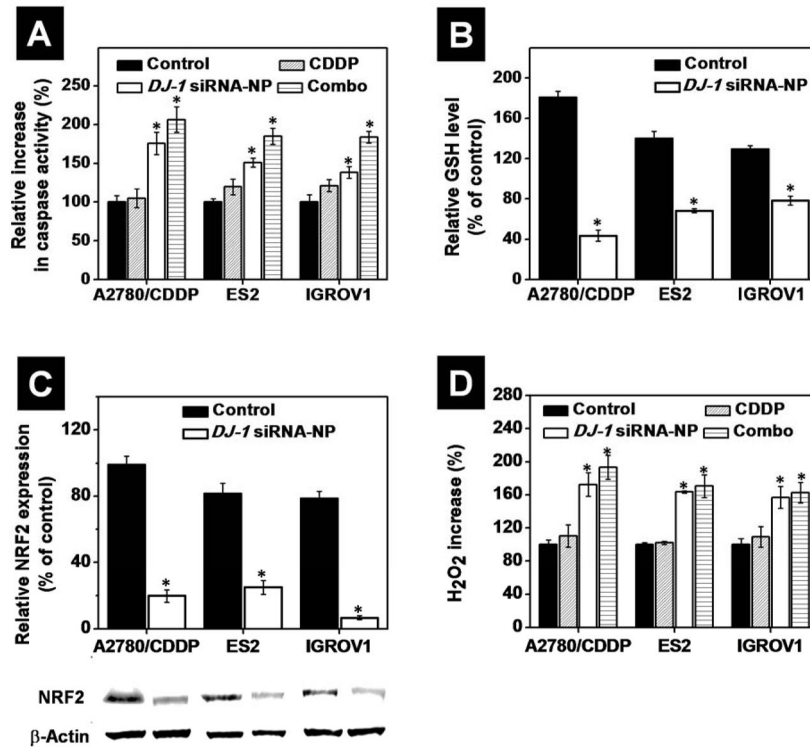 A
Control CDDP
DJ-1 siRNA-NP Combo
Relative increase
in caspase activity (%)
250
200
150
100
50
0
* * * * * *
A2780/CDDP ES2 IGROV1
B
Control
DJ-1 siRNA-NP
Relative GSH level
(% of control)
200
160
120
80
40
0
* * *
A2780/CDDP ES2 IGROV1
C
Control
DJ-1 siRNA-NP
Relative NRF2 expression
(% of control)
120
80
40
0
* * *
A2780/CDDP ES2 IGROV1
NRF2
β-Actin
D
Control CDDP
DJ-1 siRNA-NP Combo
H₂O₂ increase (%)
280
240
200
160
120
80
40
0
* * * * * *
A2780/CDDP ES2 IGROV1